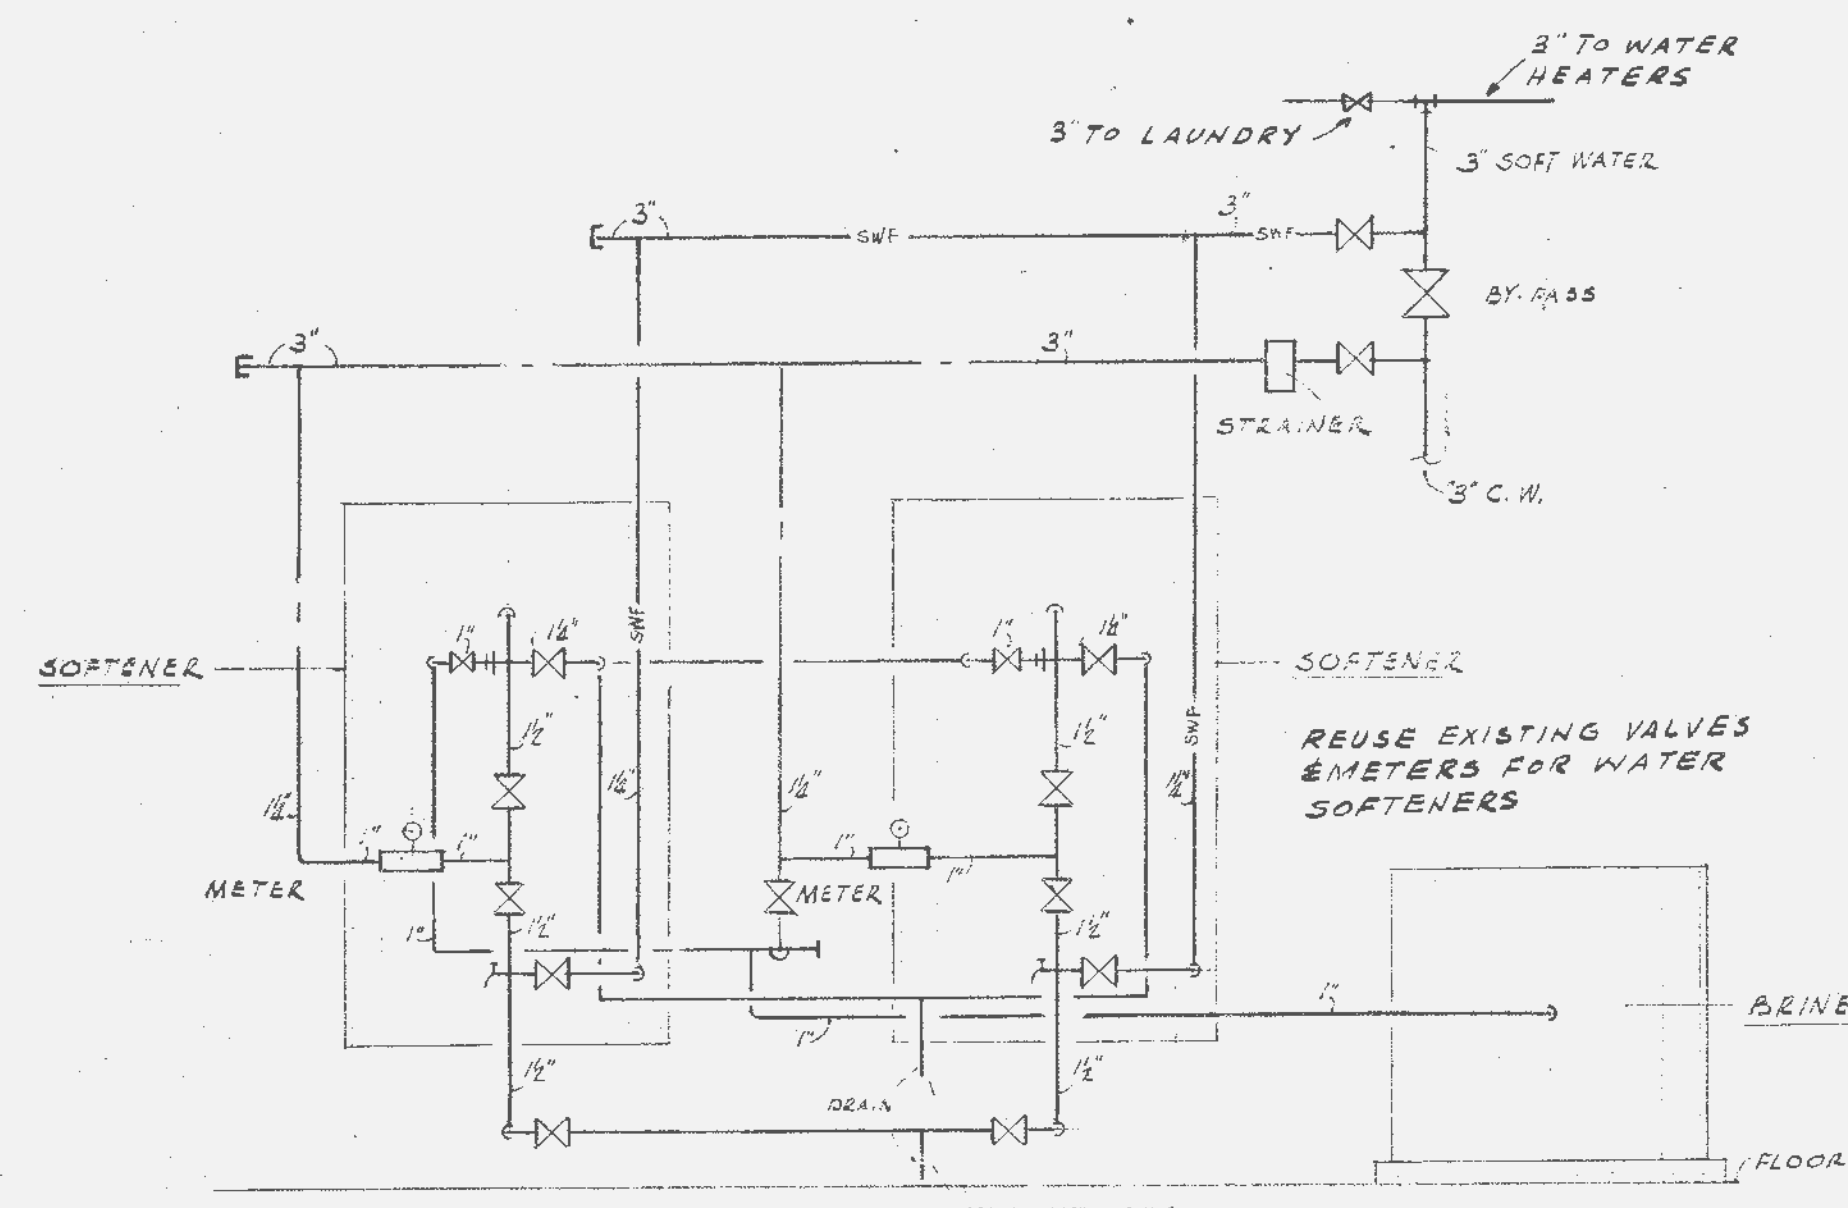 3" TO WATER
HEATERS
3" TO LAUNDRY
3" SOFT WATER
3"
SWF
3"
SWF
BY-PASS
3"
3"
STRAINER
3" C.W.
SWF
1"
1½"
1"
1½"
SOFTENER
SOFTENER
1½"
1½"
SWF
REUSE EXISTING VALVES
& METERS FOR WATER
SOFTENERS
1½"
1½"
1½"
1½"
1"
1"
1"
1"
METER
METER
1"
1½"
1½"
1"
1"
BRINE
1½"
1½"
DRAIN
FLOOR